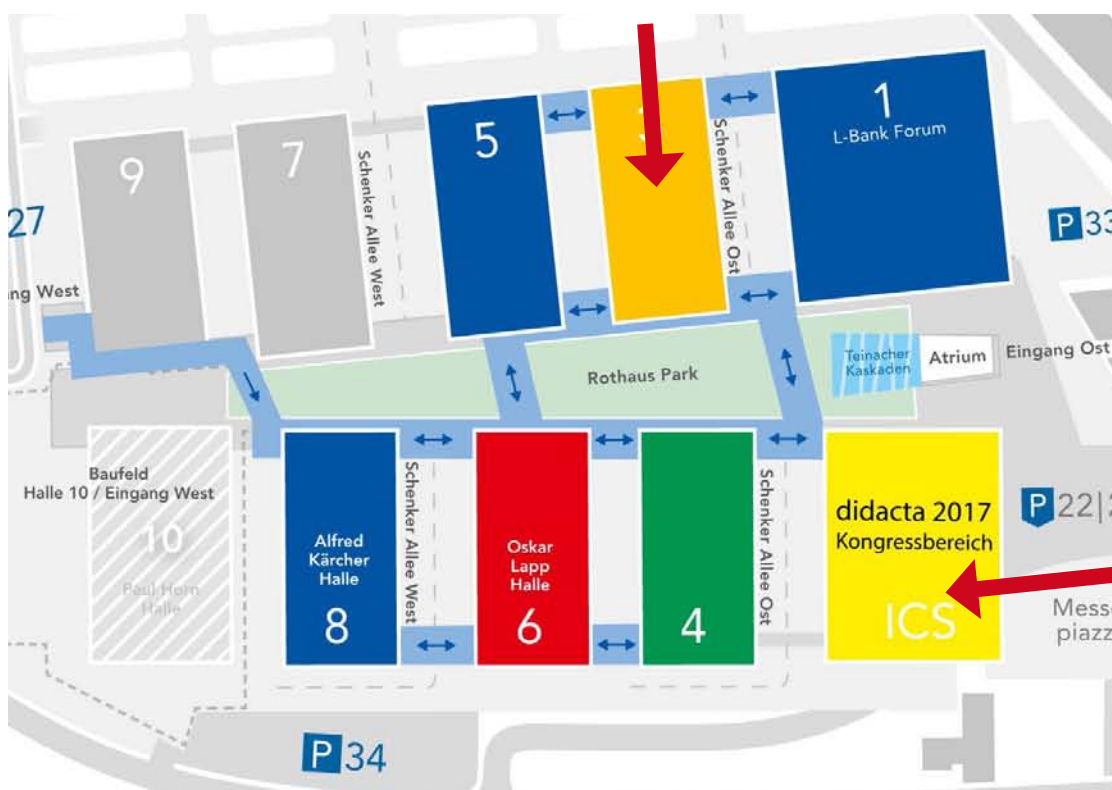 5
3
1
L-Bank Forum
9
7
Schenker Allee West
Schenker Allee Ost
27
P 33
ang West
Rothaus Park
Teinacher
Kaskaden
Atrium
Eingang Ost
Baufeld
Halle 10 / Eingang West
10
Paul Horn
Halle
Alfred
Kärcher
Halle
8
Schenker Allee West
Oskar
Lapp
Halle
6
4
Schenker Allee Ost
didacta 2017
Kongressbereich
ICS
P 22|2
Messe
piazz
P 34